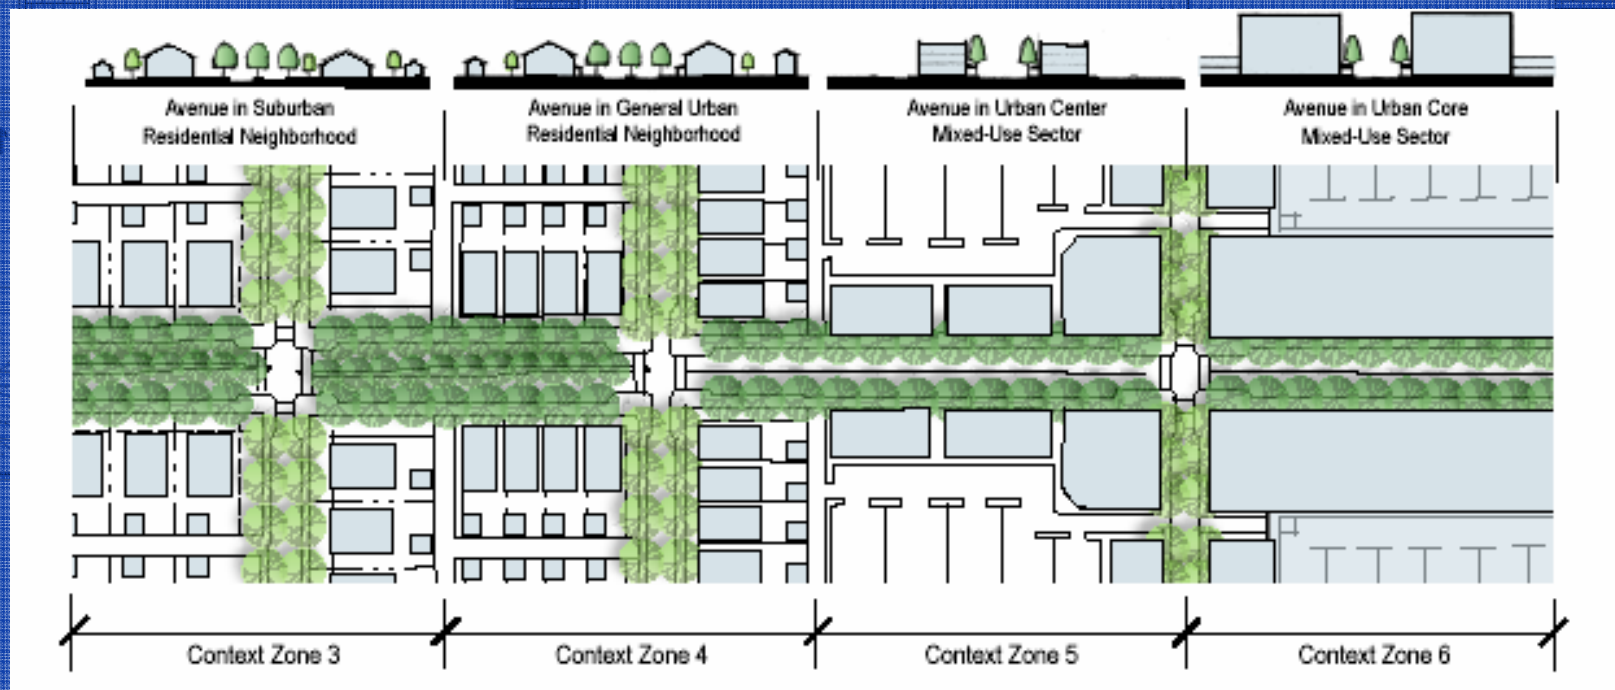 Avenue in Suburban
Residential Neighborhood
Avenue in General Urban
Residential Neighborhood
Avenue in Urban Center
Mixed-Use Sector
Avenue in Urban Core
Mixed-Use Sector
Context Zone 3
Context Zone 4
Context Zone 5
Context Zone 6